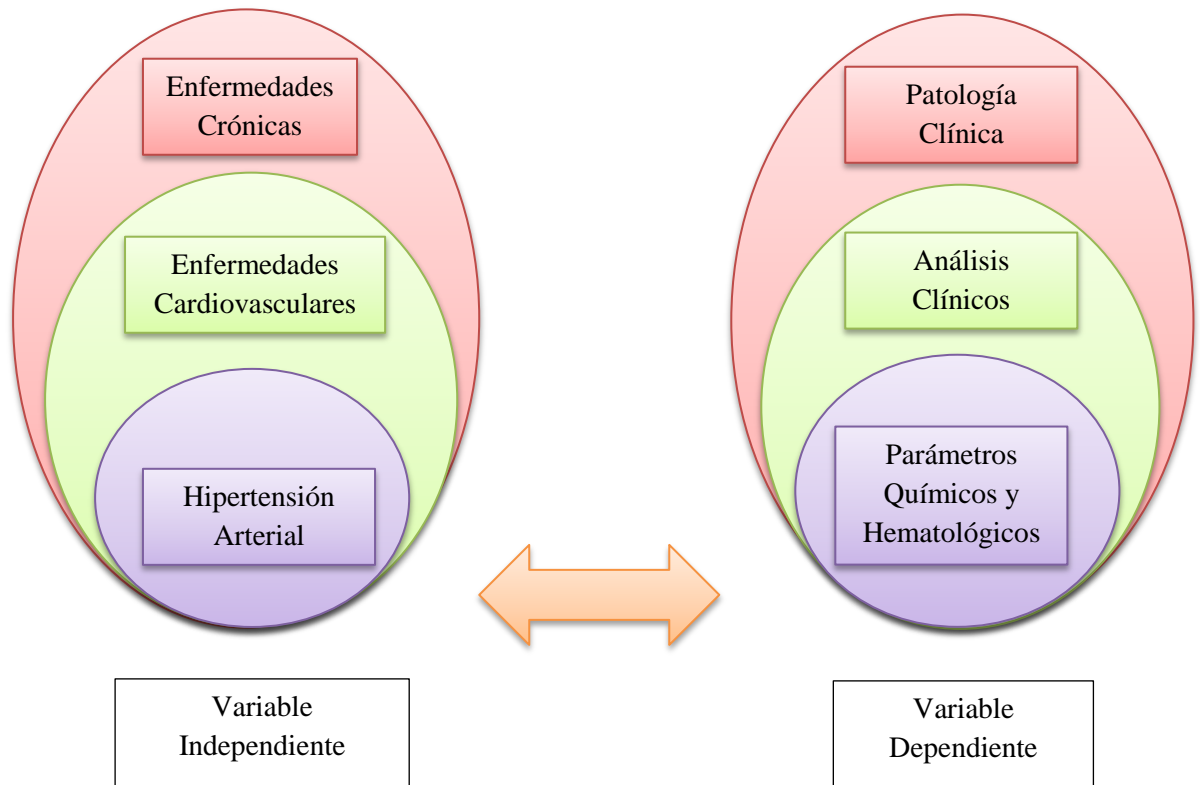 Enfermedades
Crónicas
Enfermedades
Cardiovasculares
Hipertensión
Arterial
Variable
Independiente
Patología
Clínica
Análisis
Clínicos
Parámetros
Químicos y
Hematológicos
Variable
Dependiente